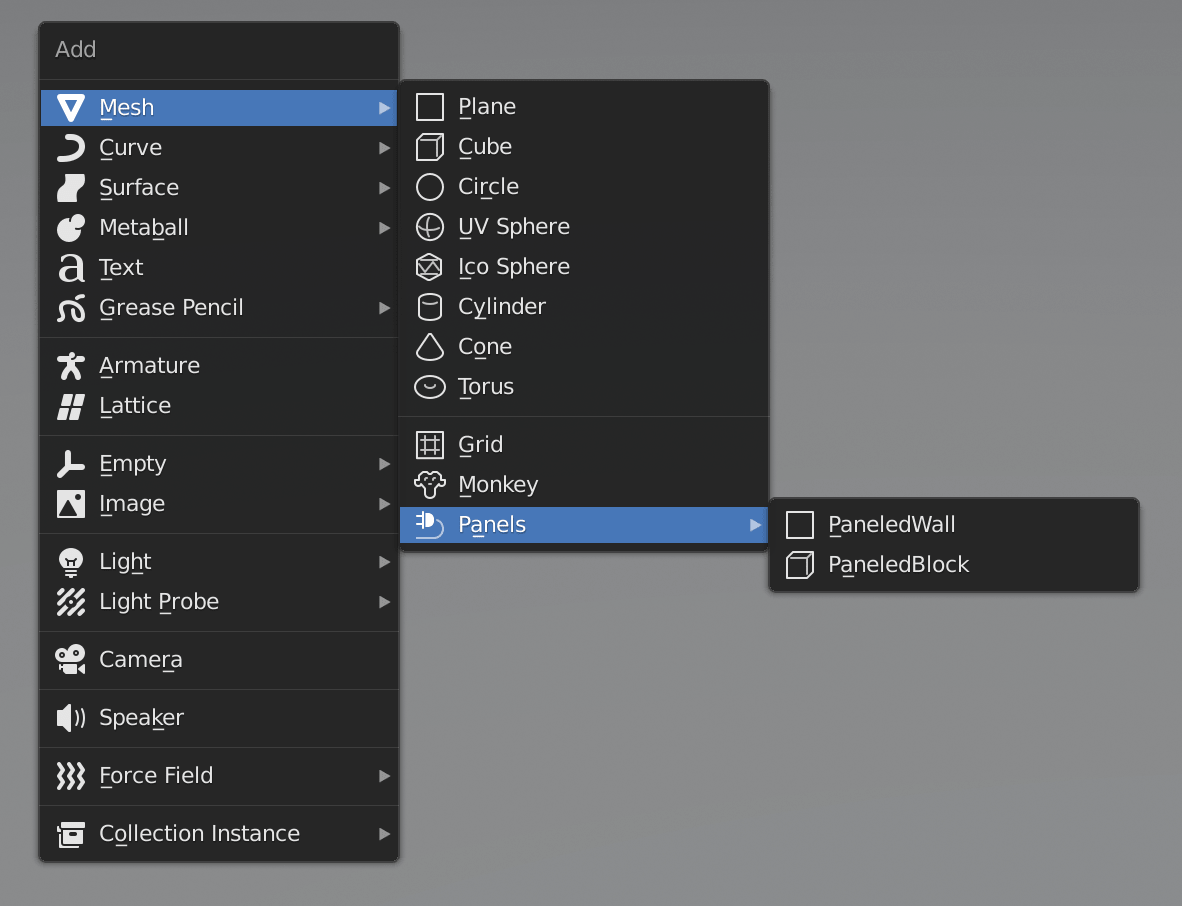 Add
Mesh
Curve
Surface
Metaball
Text
Grease Pencil
Armature
Lattice
Empty
Image
Light
Light Probe
Camera
Speaker
Force Field
Collection Instance
Plane
Cube
Circle
UV Sphere
Ico Sphere
Cylinder
Cone
Torus
Grid
Monkey
Panels
PaneledWall
PaneledBlock